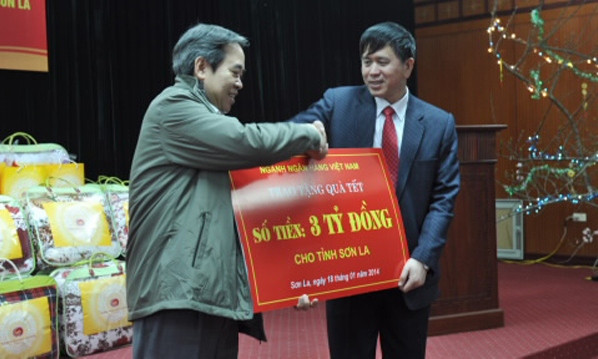 SƠN LA
NGÀNH NGÂN HÀNG VIỆT NAM
TRAO TẶNG QUÀ TẾT
SỐ TIỀN: 3 TỶ ĐỒNG
CHO TỈNH SƠN LA
Sơn La, ngày 18 tháng 01 năm 2014